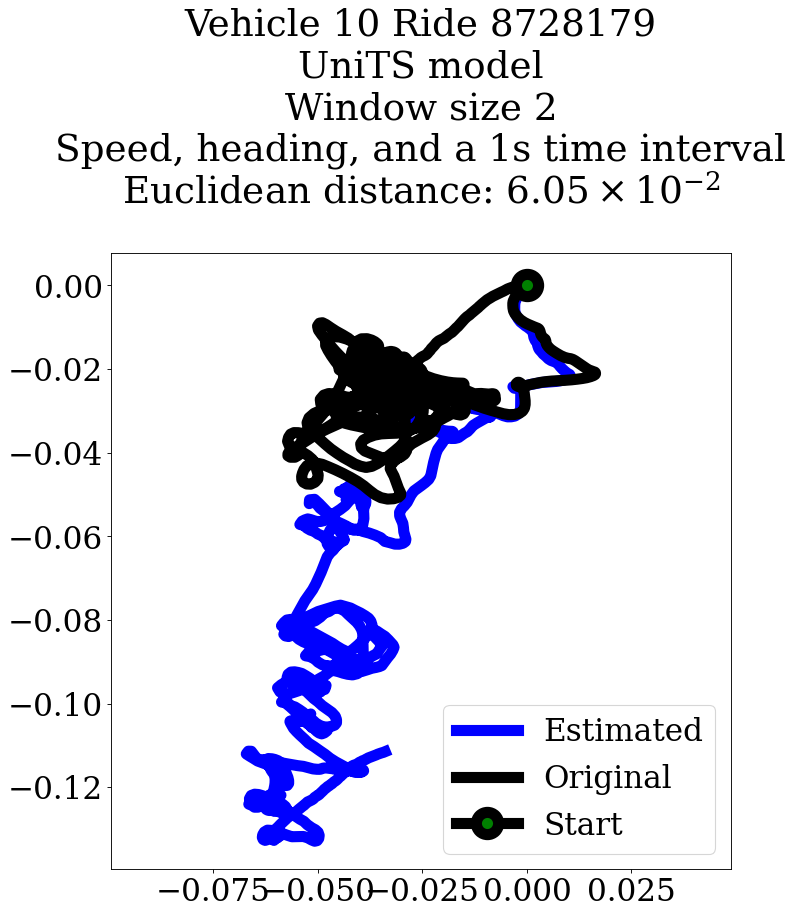 Vehicle 10 Ride 8728179
UniTS model
Window size 2
Speed, heading, and a 1s time interval
Euclidean distance: 6.05 × 10⁻²
0.00
−0.02
−0.04
−0.06
−0.08
−0.10
−0.12
Estimated
Original
Start
−0.075 −0.050 −0.025 0.000 0.025